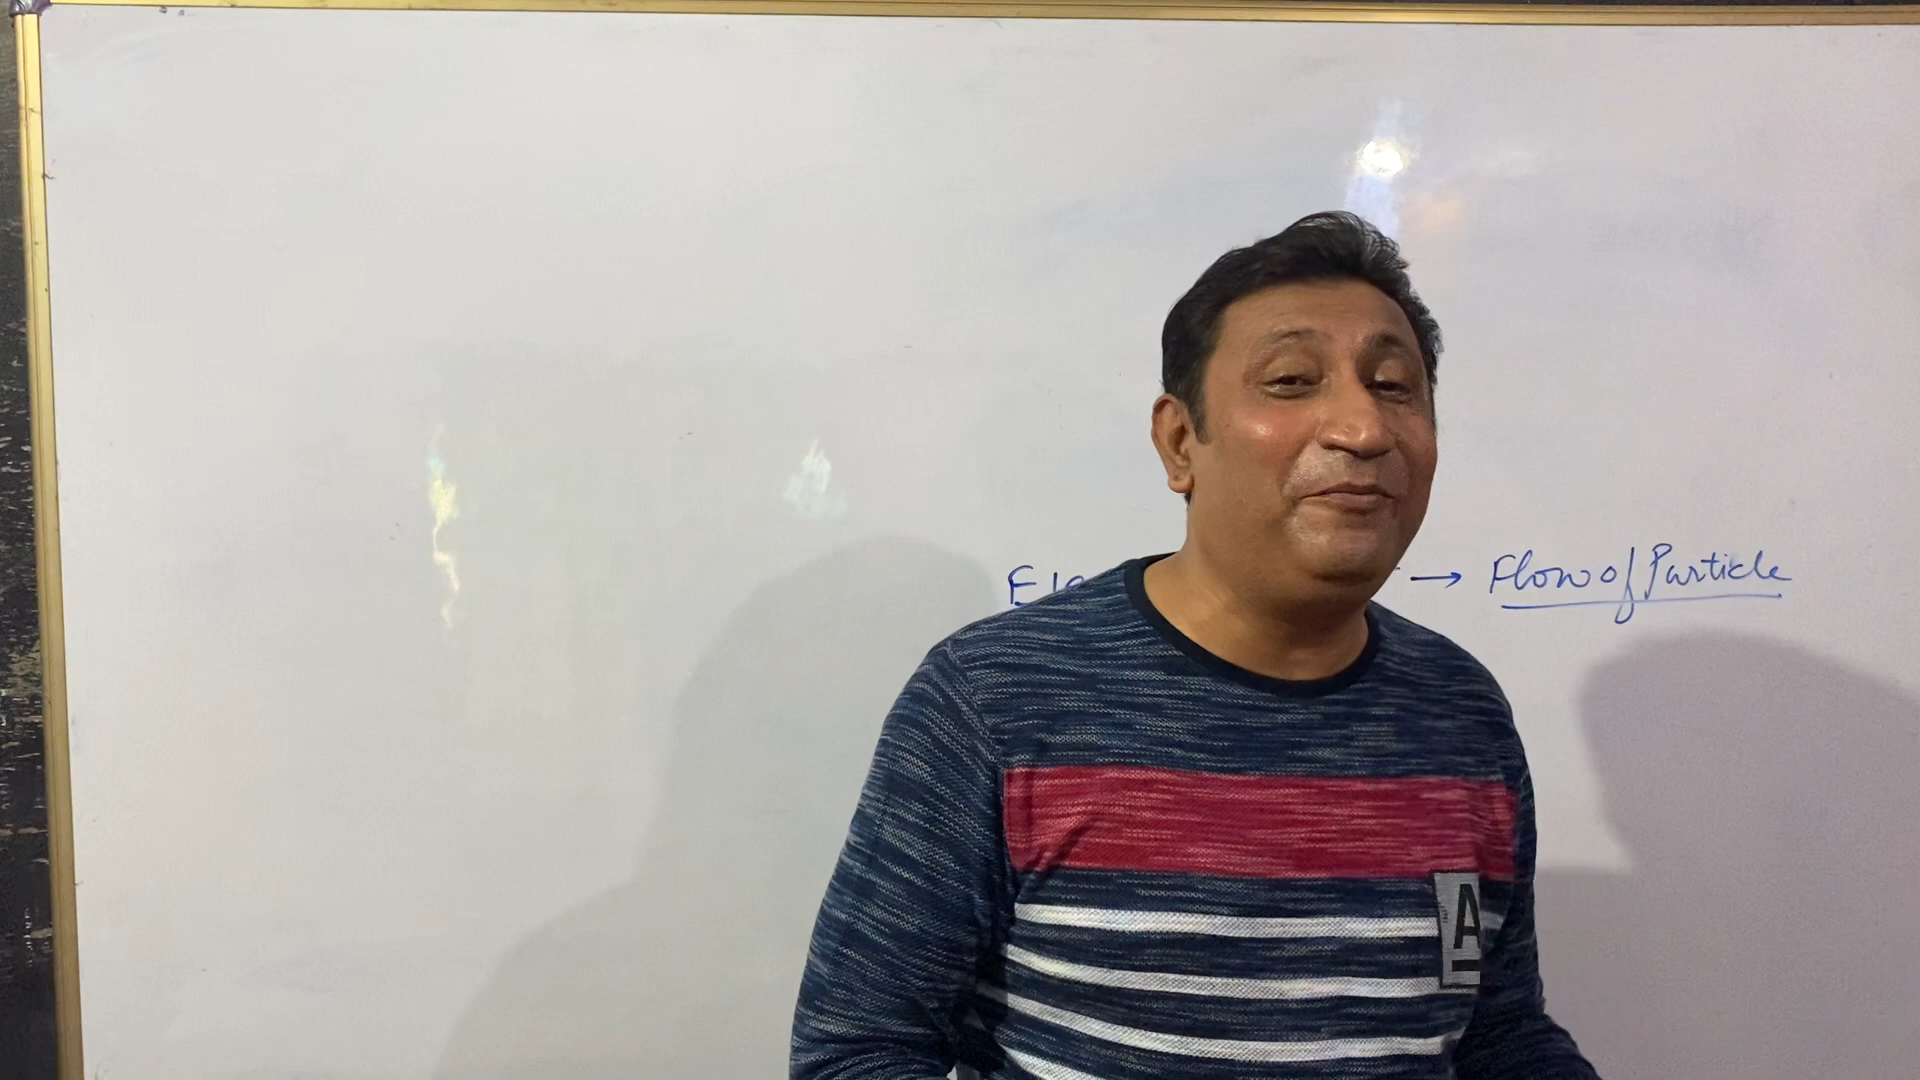 → Flow of Particle
A